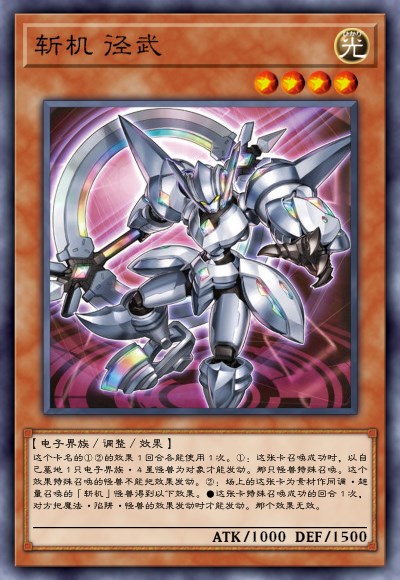 斩机 径武
光
【电子界族／调整／效果】
这个卡名的①②的效果1回合各能使用1次。①：这张卡召唤成功时，以自
己墓地1只电子界族·4星怪兽为对象才能发动。那只怪兽特殊召唤。这个
效果特殊召唤的怪兽不能把效果发动。②：场上的这张卡为素材作同调·超
量召唤的「斩机」怪兽得到以下效果。●这张卡特殊召唤成功的回合1次，
对方把魔法·陷阱·怪兽的效果发动时才能发动。那个效果无效。
ATK/1000 DEF/1500